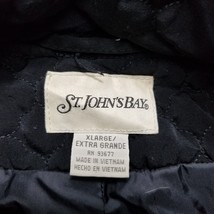 ST. JOHN'S BAY®
XLARGE/
EXTRA GRANDE
RN 93677
MADE IN VIETNAM
HECHO EN VIETNAM